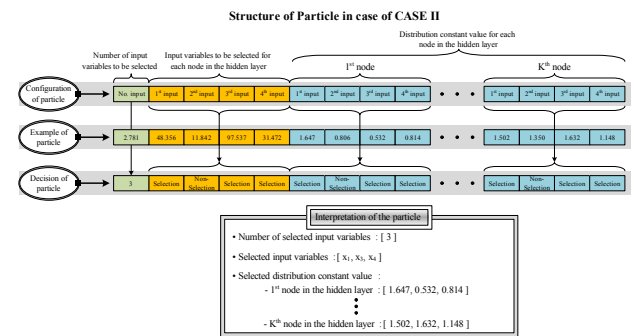 Structure of Particle in case of CASE II
Distribution constant value for each
node in the hidden layer
Number of input
variables to be selected
Input variables to be selected for
each node in the hidden layer
1st node
Kth node
Configuration
of particle
No. input 1st input 2nd input 3rd input 4th input 1st input 2nd input 3rd input 4th input • • • 1st input 2nd input 3rd input 4th input
Example of
particle
2.781 48.356 11.842 97.537 31.472 1.647 0.806 0.532 0.814 • • • 1.502 1.350 1.632 1.148
Decision of
particle
3 Selection Non-Selection Selection Selection Selection Non-Selection Selection Selection • • • Selection Non-Selection Selection Selection
Interpretation of the particle
• Number of selected input variables : [ 3 ]
• Selected input variables : [ x1, x3, x4 ]
• Selected distribution constant value :
- 1st node in the hidden layer : [ 1.647, 0.532, 0.814 ]
- Kth node in the hidden layer : [ 1.502, 1.632, 1.148 ]